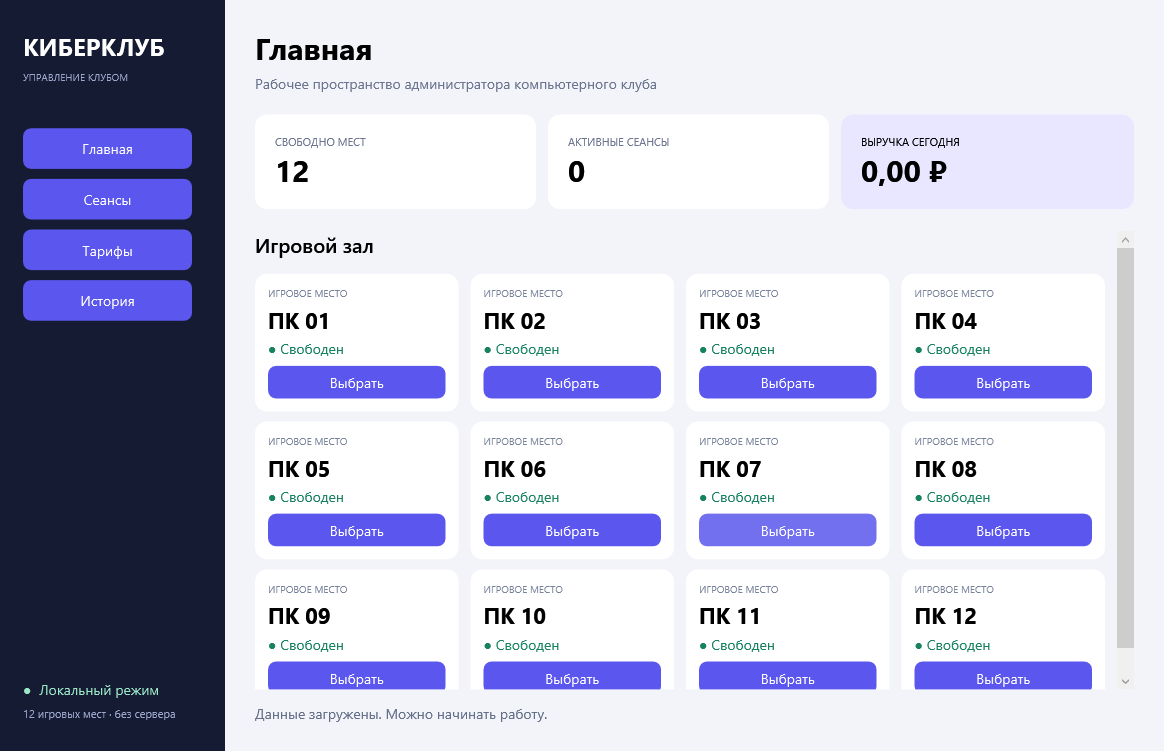 КИБЕРКЛУБ
УПРАВЛЕНИЕ КЛУБОМ
Главная
Сеансы
Тарифы
История
● Локальный режим
12 игровых мест · без сервера
Главная
Рабочее пространство администратора компьютерного клуба
СВОБОДНО МЕСТ
12
АКТИВНЫЕ СЕАНСЫ
0
ВЫРУЧКА СЕГОДНЯ
0,00 ₽
Игровой зал
ИГРОВОЕ МЕСТО
ПК 01
● Свободен
Выбрать
ИГРОВОЕ МЕСТО
ПК 02
● Свободен
Выбрать
ИГРОВОЕ МЕСТО
ПК 03
● Свободен
Выбрать
ИГРОВОЕ МЕСТО
ПК 04
● Свободен
Выбрать
ИГРОВОЕ МЕСТО
ПК 05
● Свободен
Выбрать
ИГРОВОЕ МЕСТО
ПК 06
● Свободен
Выбрать
ИГРОВОЕ МЕСТО
ПК 07
● Свободен
Выбрать
ИГРОВОЕ МЕСТО
ПК 08
● Свободен
Выбрать
ИГРОВОЕ МЕСТО
ПК 09
● Свободен
Выбрать
ИГРОВОЕ МЕСТО
ПК 10
● Свободен
Выбрать
ИГРОВОЕ МЕСТО
ПК 11
● Свободен
Выбрать
ИГРОВОЕ МЕСТО
ПК 12
● Свободен
Выбрать
Данные загружены. Можно начинать работу.